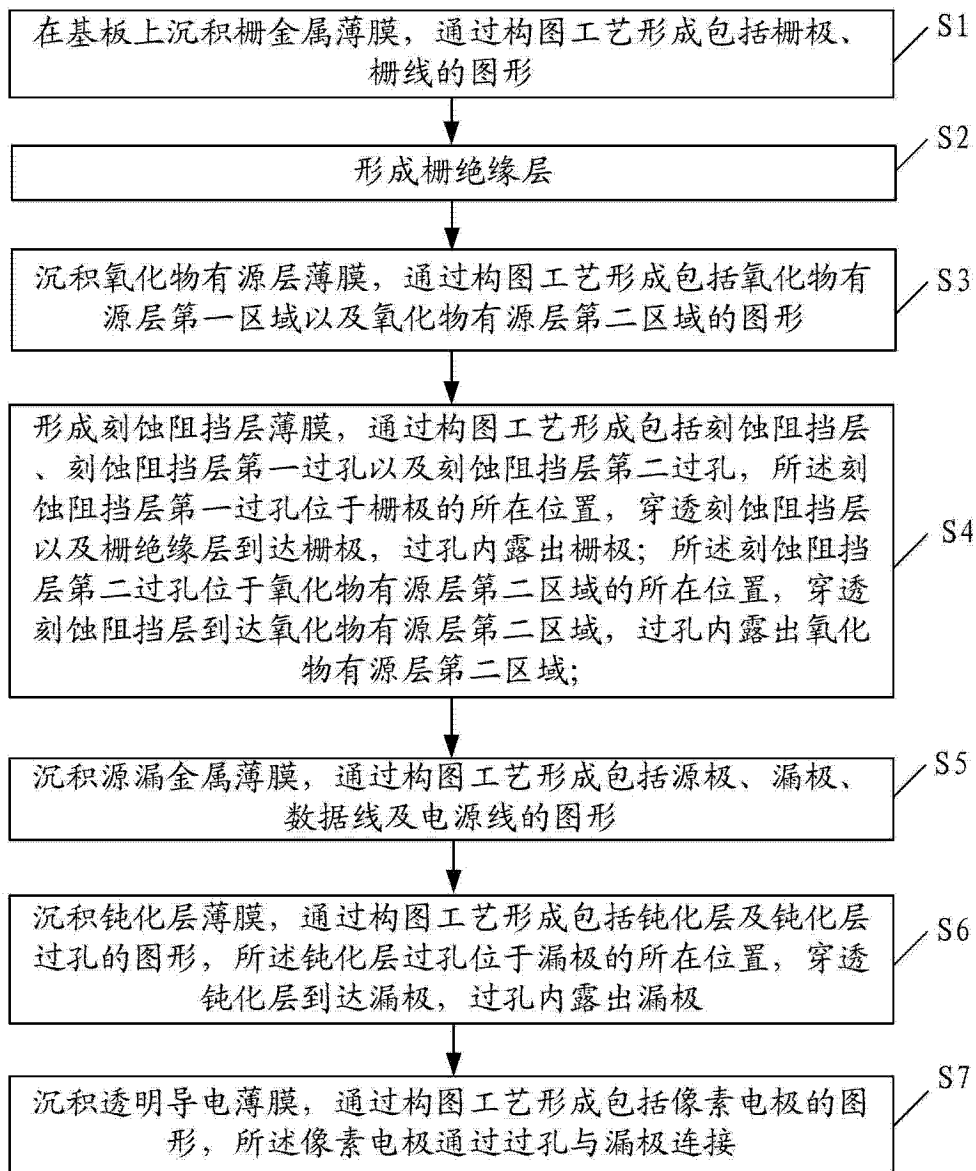 在基板上沉积栅金属薄膜，通过构图工艺形成包括栅极、
栅线的图形
S1
形成栅绝缘层
S2
沉积氧化物有源层薄膜，通过构图工艺形成包括氧化物有
源层第一区域以及氧化物有源层第二区域的图形
S3
形成刻蚀阻挡层薄膜，通过构图工艺形成包括刻蚀阻挡层
、刻蚀阻挡层第一过孔以及刻蚀阻挡层第二过孔，所述刻
蚀阻挡层第一过孔位于栅极的所在位置，穿透刻蚀阻挡层
以及栅绝缘层到达栅极，过孔内露出栅极；所述刻蚀阻挡
层第二过孔位于氧化物有源层第二区域的所在位置，穿透
刻蚀阻挡层到达氧化物有源层第二区域，过孔内露出氧化
物有源层第二区域；
S4
沉积源漏金属薄膜，通过构图工艺形成包括源极、漏极、
数据线及电源线的图形
S5
沉积钝化层薄膜，通过构图工艺形成包括钝化层及钝化层
过孔的图形，所述钝化层过孔位于漏极的所在位置，穿透
钝化层到达漏极，过孔内露出漏极
S6
沉积透明导电薄膜，通过构图工艺形成包括像素电极的图
形，所述像素电极通过过孔与漏极连接
S7